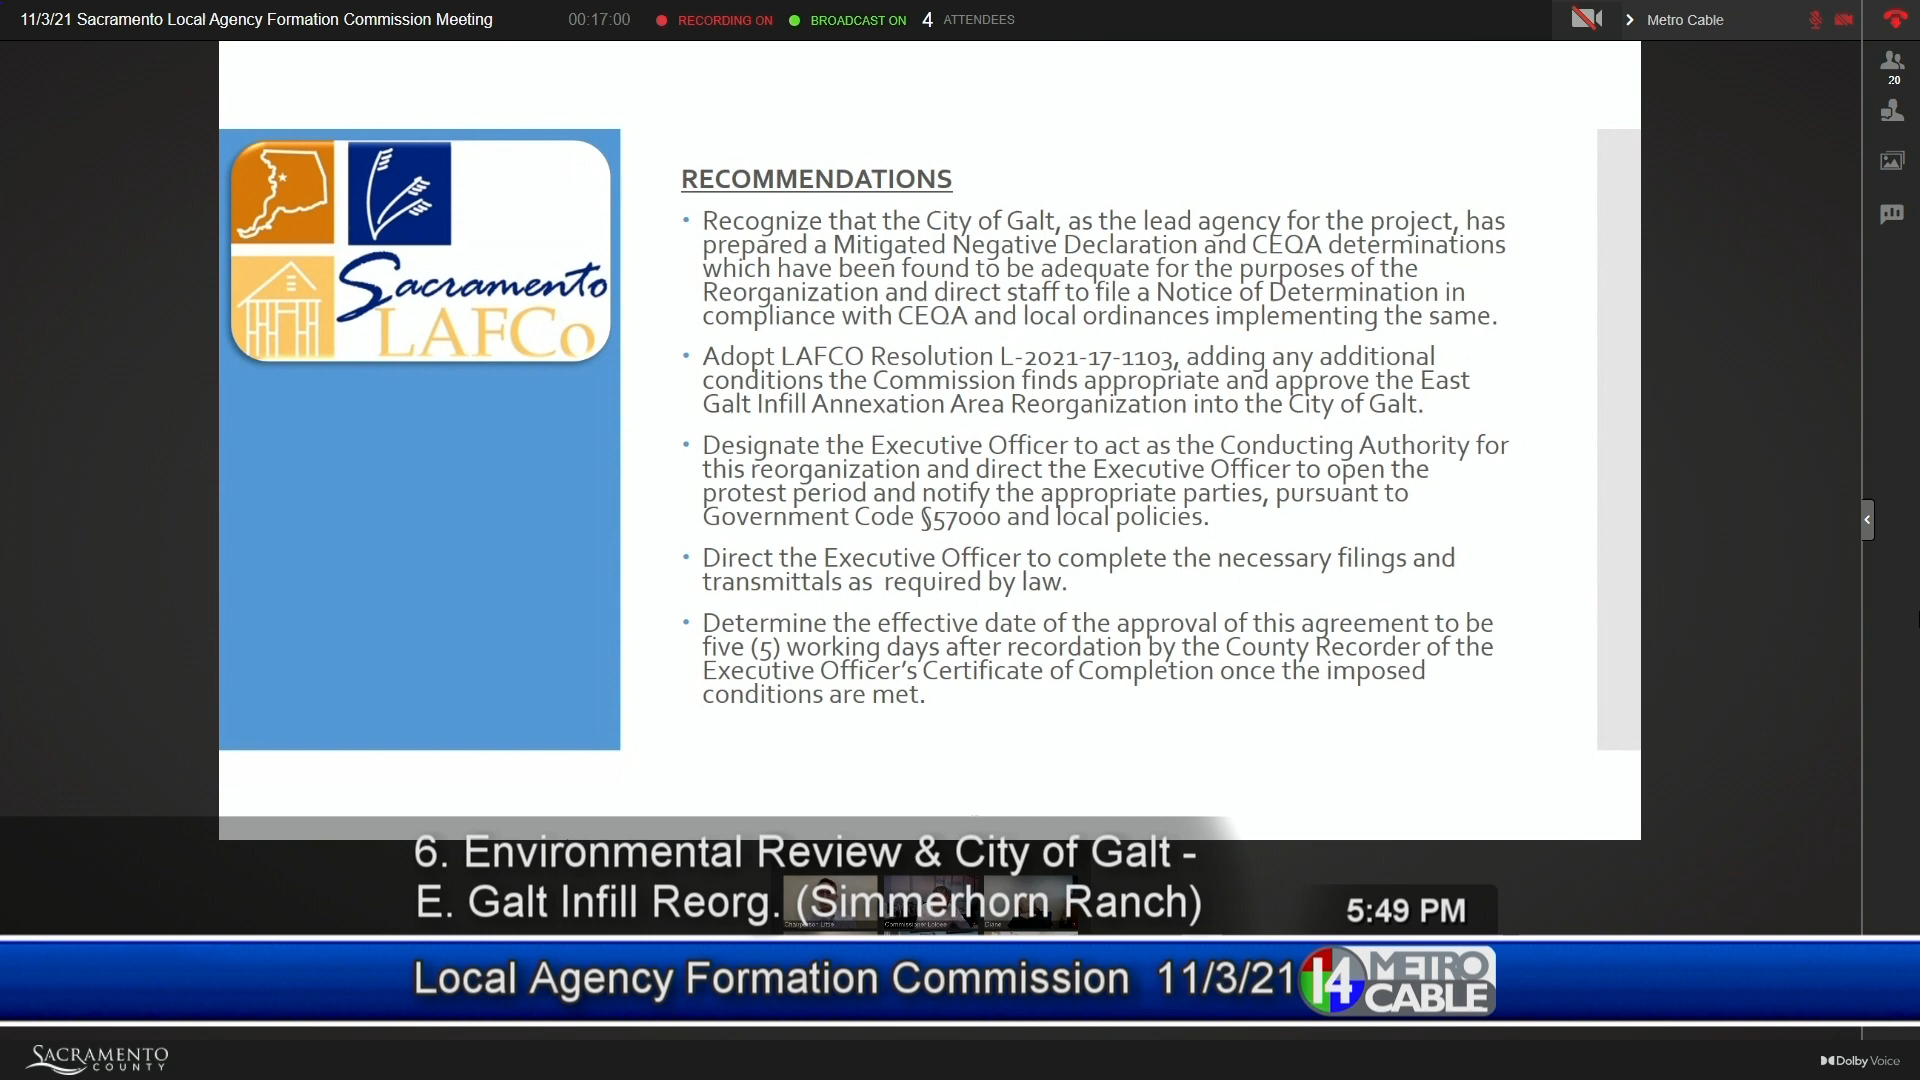 11/3/21 Sacramento Local Agency Formation Commission Meeting
00:17:00
RECORDING ON
BROADCAST ON
4 ATTENDEES
Metro Cable
20
Sacramento
LAFCo
RECOMMENDATIONS
• Recognize that the City of Galt, as the lead agency for the project, has
prepared a Mitigated Negative Declaration and CEQA determinations
which have been found to be adequate for the purposes of the
Reorganization and direct staff to file a Notice of Determination in
compliance with CEQA and local ordinances implementing the same.
• Adopt LAFCO Resolution L-2021-17-1103, adding any additional
conditions the Commission finds appropriate and approve the East
Galt Infill Annexation Area Reorganization into the City of Galt.
• Designate the Executive Officer to act as the Conducting Authority for
this reorganization and direct the Executive Officer to open the
protest period and notify the appropriate parties, pursuant to
Government Code §57000 and local policies.
• Direct the Executive Officer to complete the necessary filings and
transmittals as required by law.
• Determine the effective date of the approval of this agreement to be
five (5) working days after recordation by the County Recorder of the
Executive Officer's Certificate of Completion once the imposed
conditions are met.
6. Environmental Review & City of Galt -
E. Galt Infill Reorg. (Simmerhorn Ranch)
5:49 PM
Diane
Local Agency Formation Commission 11/3/21
14 METRO
CABLE
SACRAMENTO
COUNTY
Dolby Voice